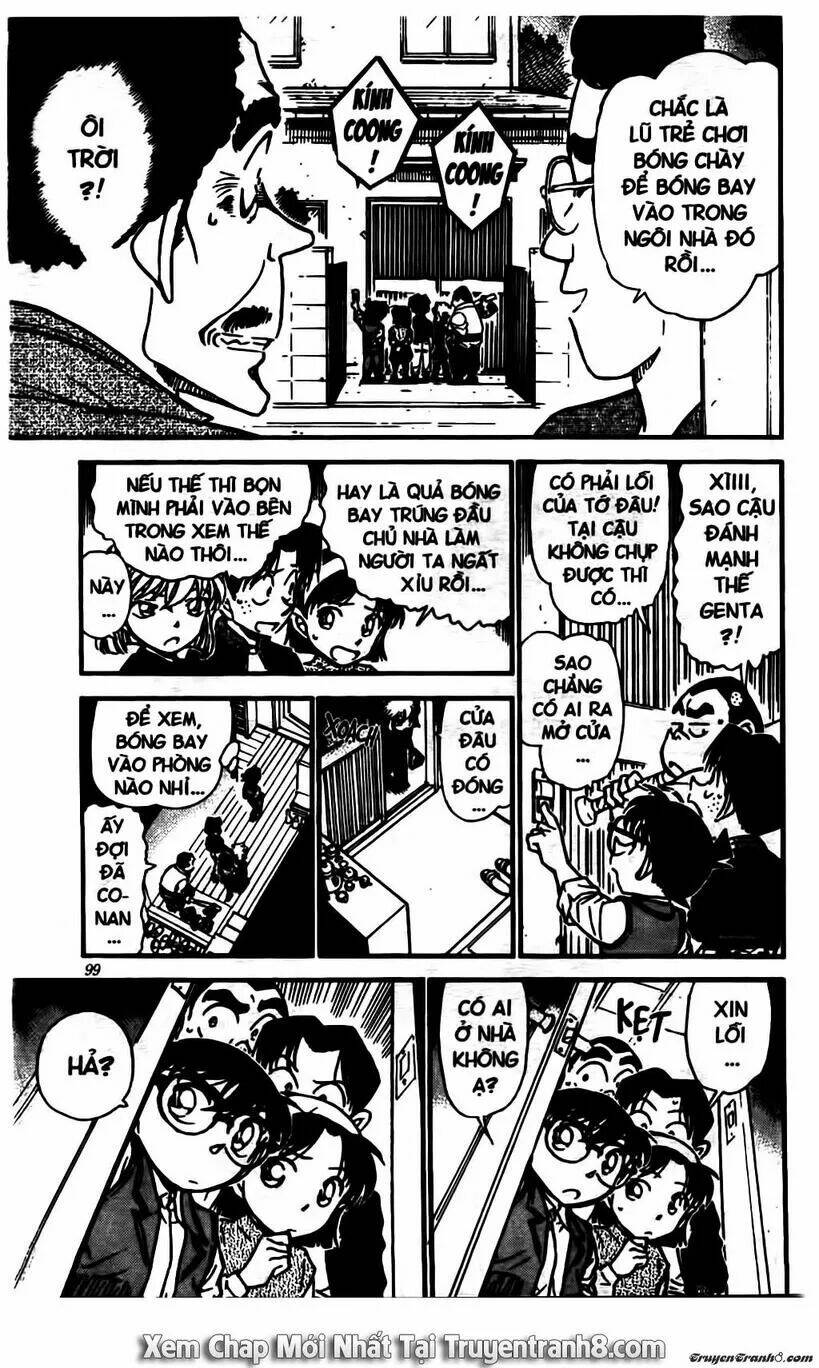 CHẮC LÀ
LŨ TRẺ CHƠI
BÓNG CHÀY
ĐỂ BÓNG BAY
VÀO TRONG
NGÔI NHÀ ĐÓ
RỒI...
KÍNH
COONG
!
KÍNH
COONG
!
ÔI
TRỜI
?!
XÌIII,
SAO CẬU
ĐÁNH
MẠNH
THẾ
GENTA
?!
CÓ PHẢI LỖI
CỦA TỚ ĐÂU!
TẠI CẬU
KHÔNG CHỤP
ĐƯỢC THÌ
CÓ...
SAO
CHẲNG
CÓ AI RA
MỞ CỬA
...
HAY LÀ QUẢ BÓNG
BAY TRÚNG ĐẦU
CHỦ NHÀ LÀM
NGƯỜI TA NGẤT
XỈU RỒI...
NẾU THẾ THÌ BỌN
MÌNH PHẢI VÀO BÊN
TRONG XEM THẾ
NÀO THÔI...
NÀY
...
CỬA
ĐÂU CÓ
ĐÓNG
...
XOẠCH
ĐỂ XEM,
BÓNG BAY
VÀO PHÒNG
NÀO NHỈ...
ẤY
ĐỢI
ĐÃ
CO-
NAN
...
99
XIN
LỖI
...
KẸT
CÓ AI
Ở NHÀ
KHÔNG
Ạ?
HẢ?
Xem Chap Mới Nhất Tại Truyentranh8.com
TruyenTranh8.com